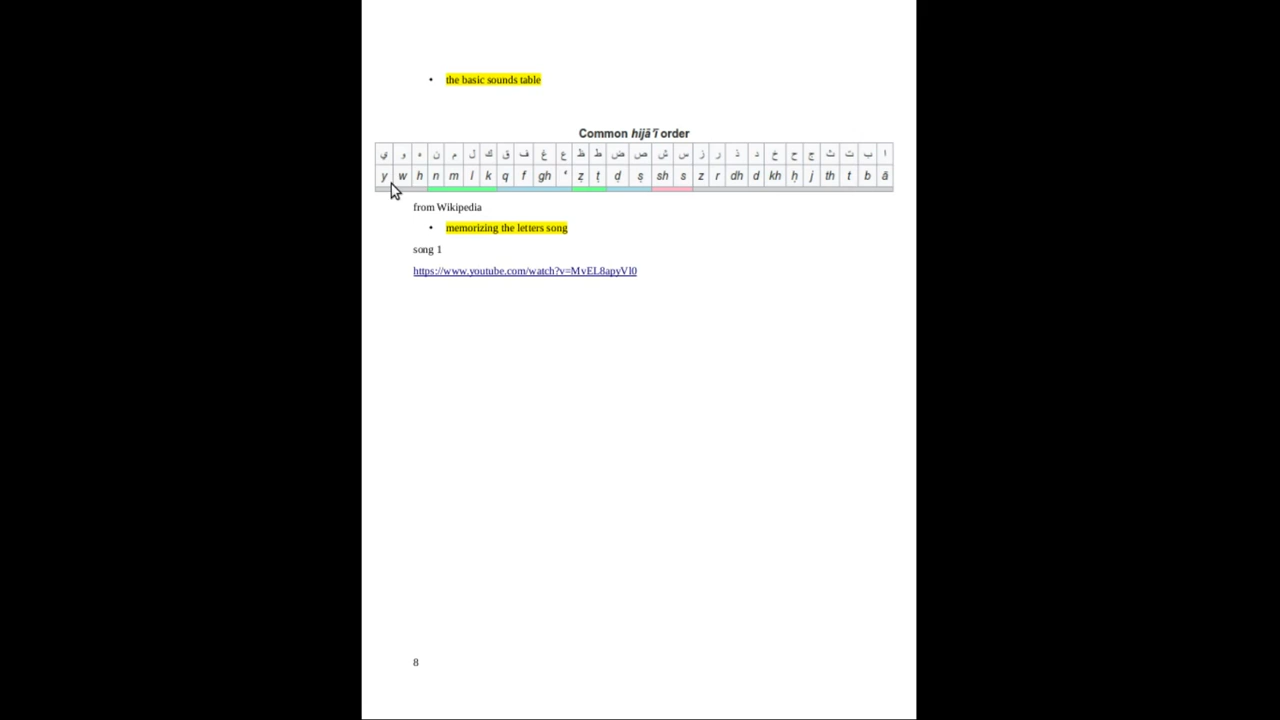 • the basic sounds table
Common hijā’ī order
ي و ه ن م ل ك ق ف غ ع ظ ط ض ص ش س ز ر ذ د خ ح ج ث ت ب ا
y w h n m l k q f gh ‘ ẓ ṭ ḍ ṣ sh s z r dh d kh ḥ j th t b ā
from Wikipedia
• memorizing the letters song
song 1
https://www.youtube.com/watch?v=MvEL8apyVl0
8